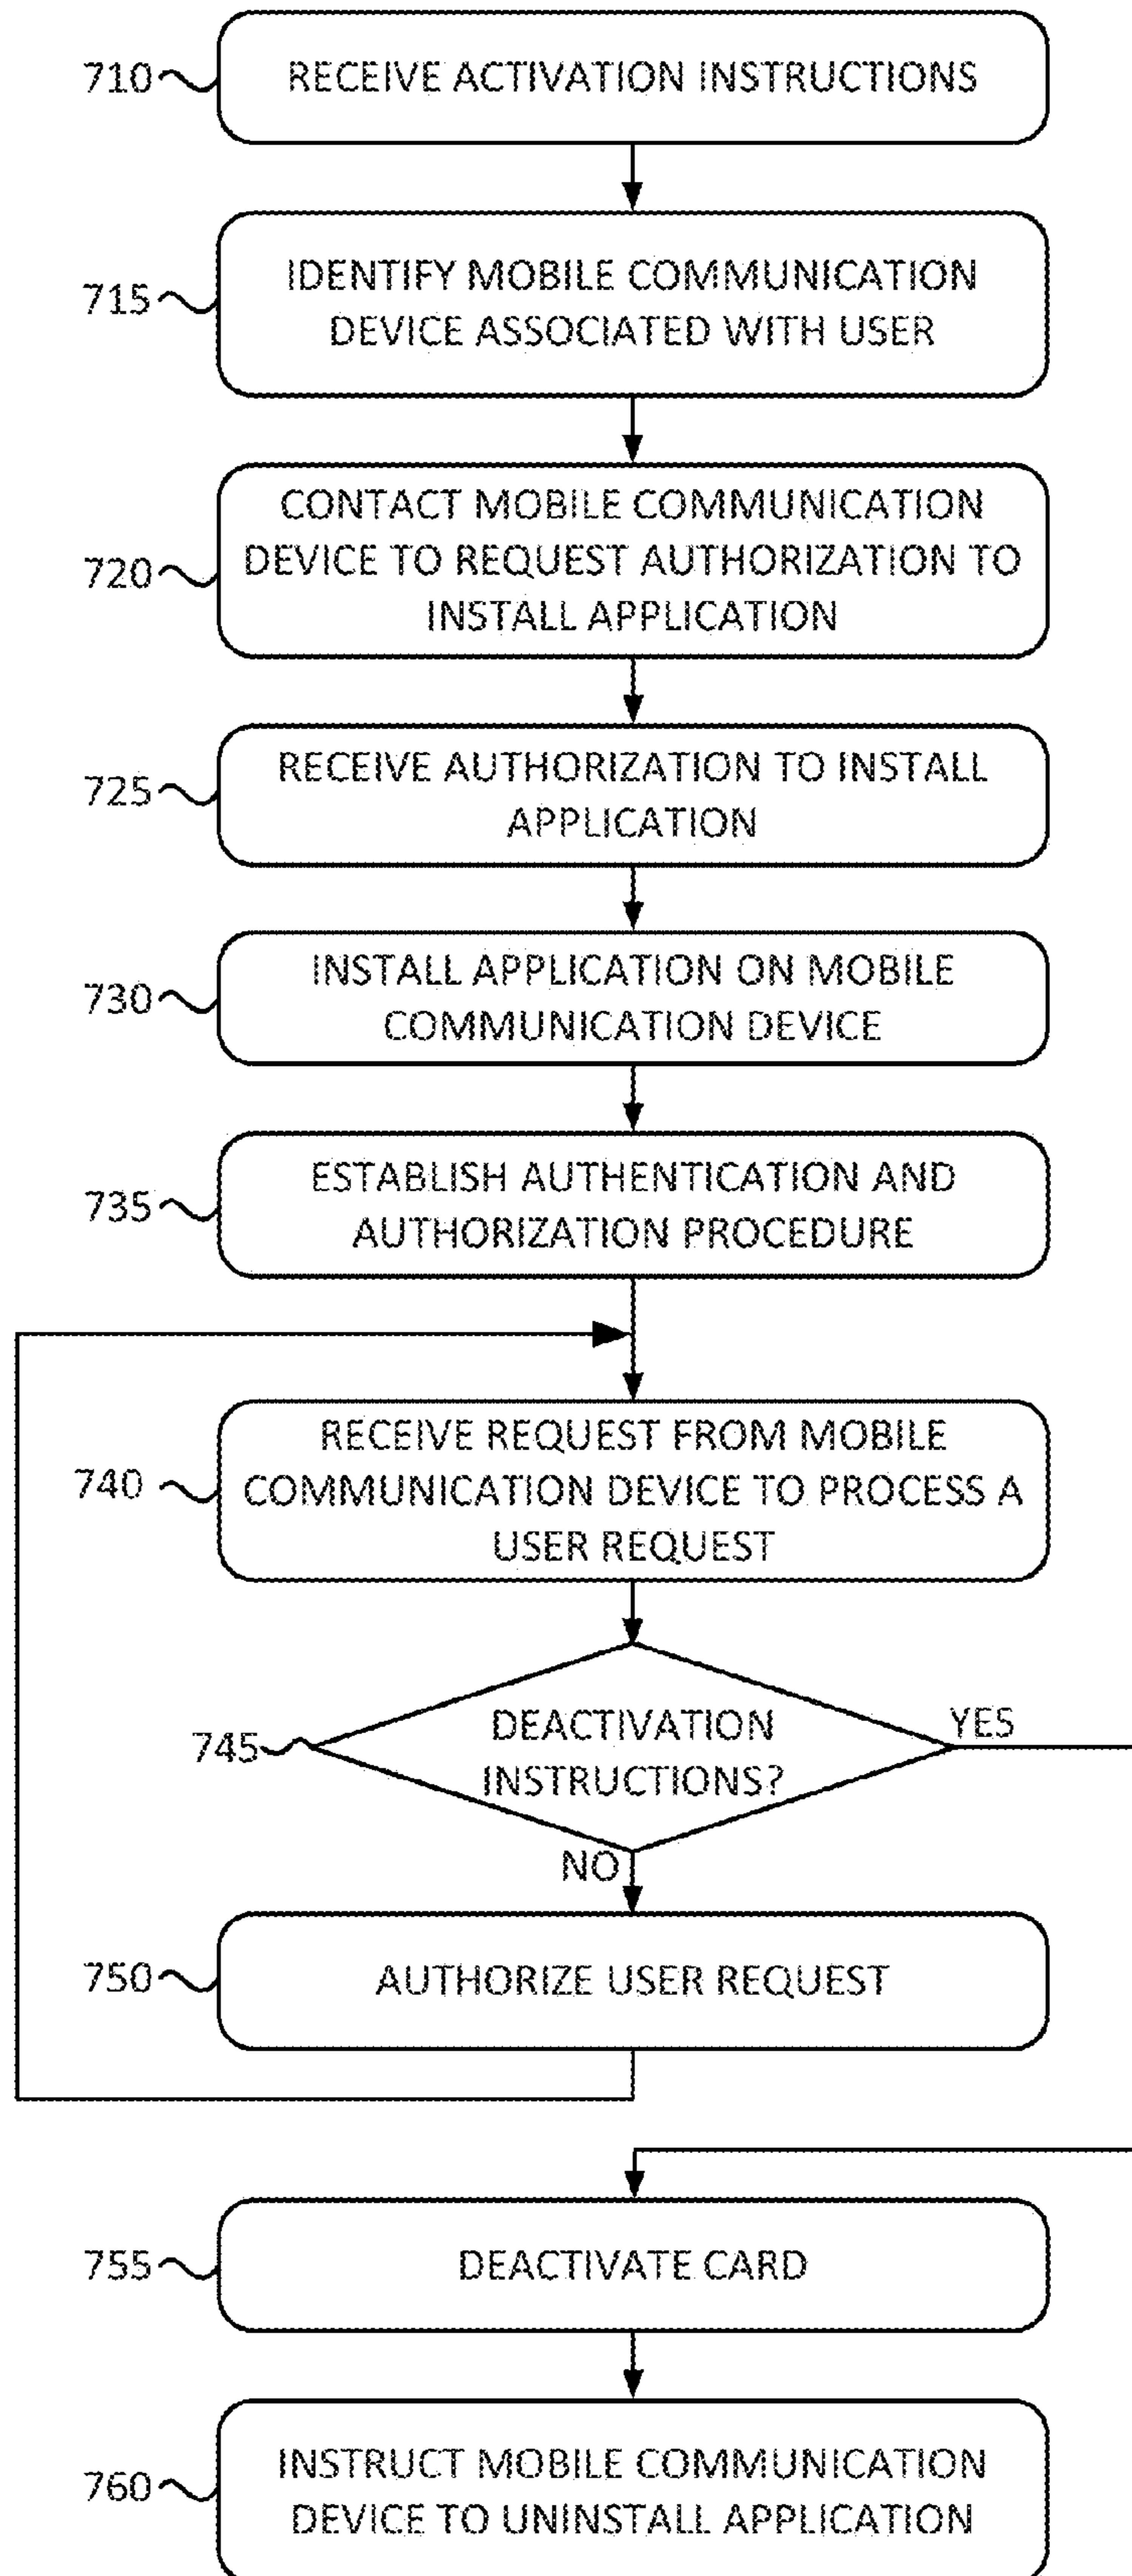 710 RECEIVE ACTIVATION INSTRUCTIONS
715 IDENTIFY MOBILE COMMUNICATION
DEVICE ASSOCIATED WITH USER
CONTACT MOBILE COMMUNICATION
720 DEVICE TO REQUEST AUTHORIZATION TO
INSTALL APPLICATION
725 RECEIVE AUTHORIZATION TO INSTALL
APPLICATION
730 INSTALL APPLICATION ON MOBILE
COMMUNICATION DEVICE
735 ESTABLISH AUTHENTICATION AND
AUTHORIZATION PROCEDURE
RECEIVE REQUEST FROM MOBILE
740 COMMUNICATION DEVICE TO PROCESS A
USER REQUEST
745 DEACTIVATION
INSTRUCTIONS?
YES
NO
750 AUTHORIZE USER REQUEST
755 DEACTIVATE CARD
760 INSTRUCT MOBILE COMMUNICATION
DEVICE TO UNINSTALL APPLICATION